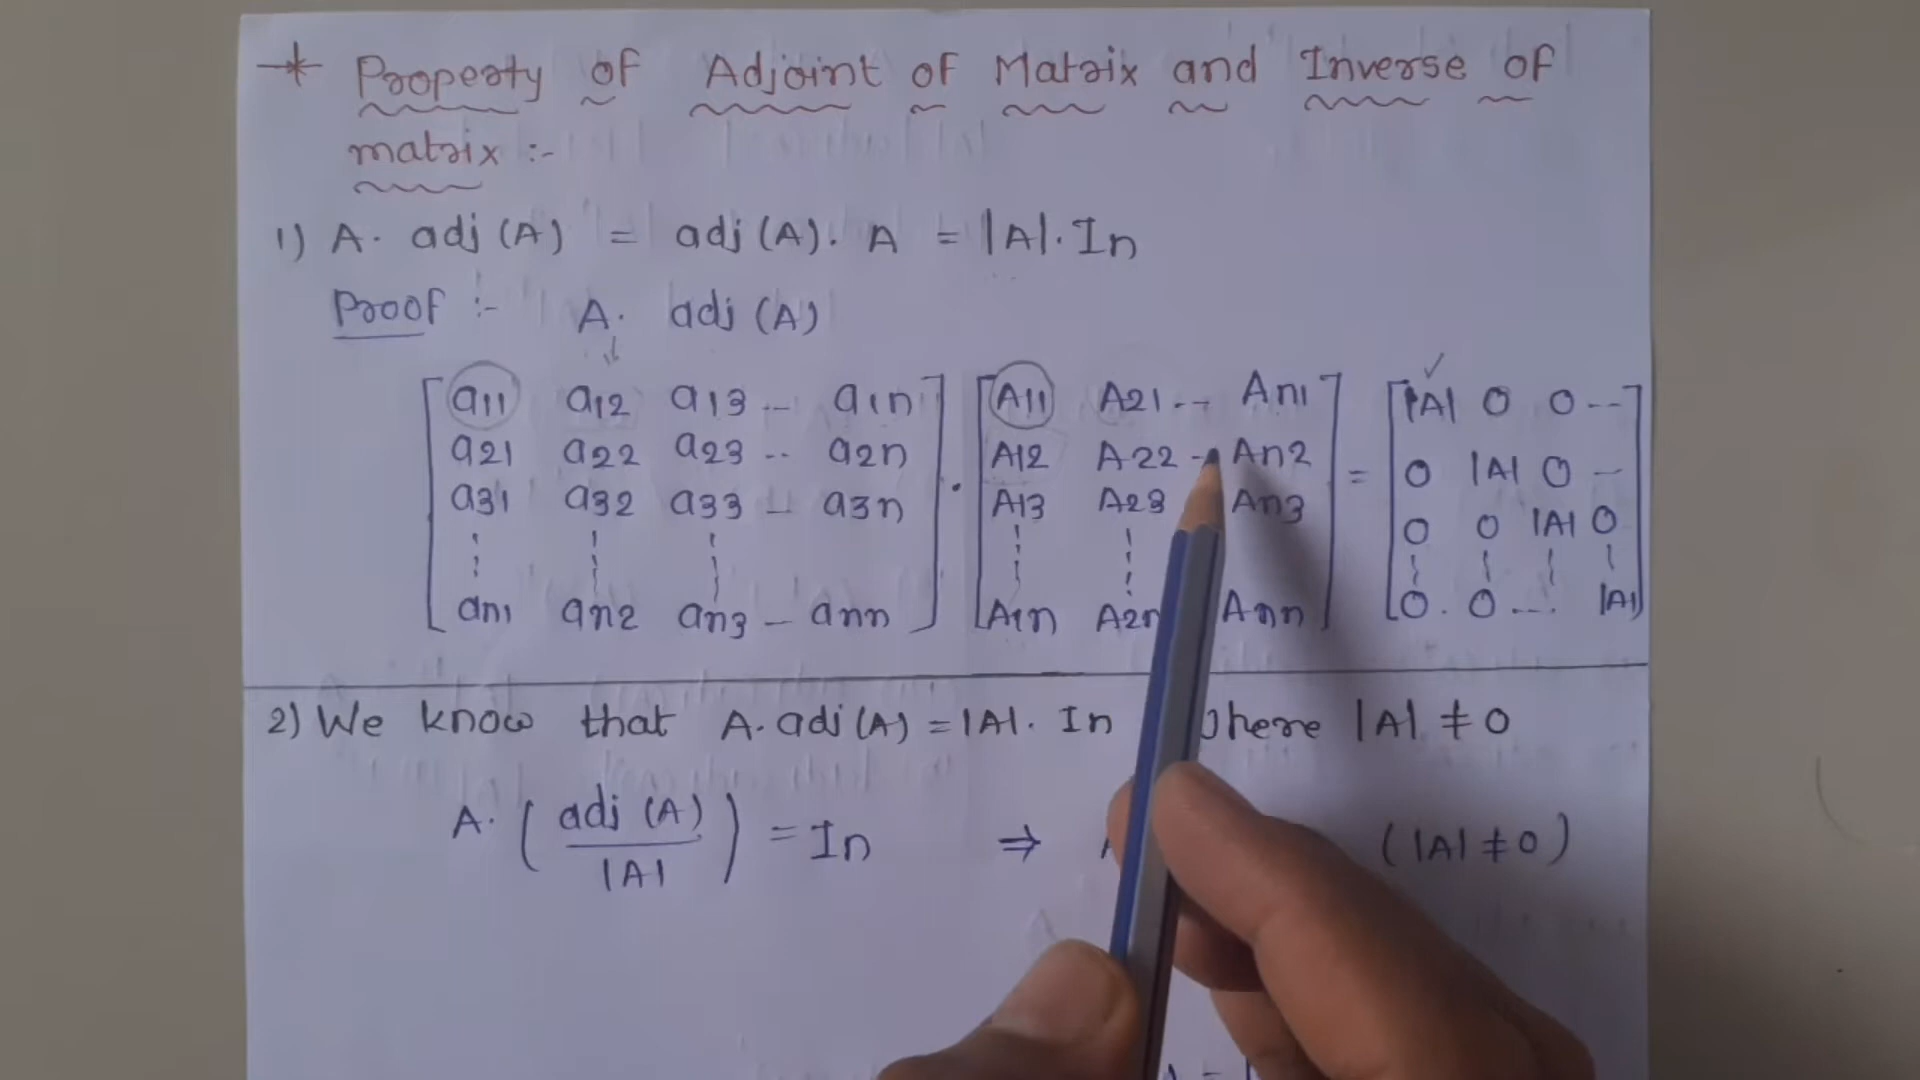 * Property of Adjoint of Matrix and Inverse of
matrix :-
1) A. adj (A) = adj (A). A = |A|. In
Proof :- A. adj (A)
[a11 a12 a13 -- a1n] . [A11 A21 -- An1] = [|A| 0 0 --]
[a21 a22 a23 -- a2n] [A12 A22 - An2] [0 |A| 0 -]
[a31 a32 a33 -- a3n] [A13 A23 An3] [0 0 |A| 0]
[an1 an2 an3 - ann] [A1n A2n Ann] [0 . 0 --- |A|]
2) We know that A. adj (A) = |A|. In where |A| ≠ 0
A. ( adj (A) / |A| ) = In ⇒ (|A| ≠ 0)